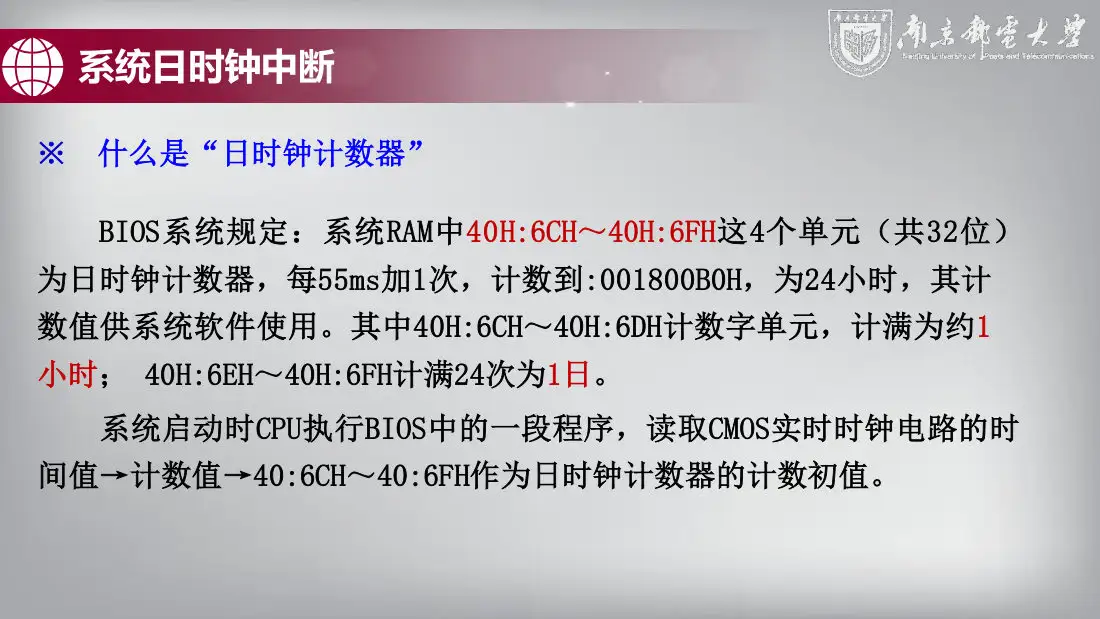 系统日时钟中断
南京邮电大学
Nanjing University of Posts and Telecommunications
※ 什么是“日时钟计数器”
BIOS系统规定：系统RAM中40H:6CH～40H:6FH这4个单元（共32位）
为日时钟计数器，每55ms加1次，计数到:001800B0H，为24小时，其计
数值供系统软件使用。其中40H:6CH～40H:6DH计数字单元，计满为约1
小时； 40H:6EH～40H:6FH计满24次为1日。
系统启动时CPU执行BIOS中的一段程序，读取CMOS实时时钟电路的时
间值→计数值→40:6CH～40:6FH作为日时钟计数器的计数初值。